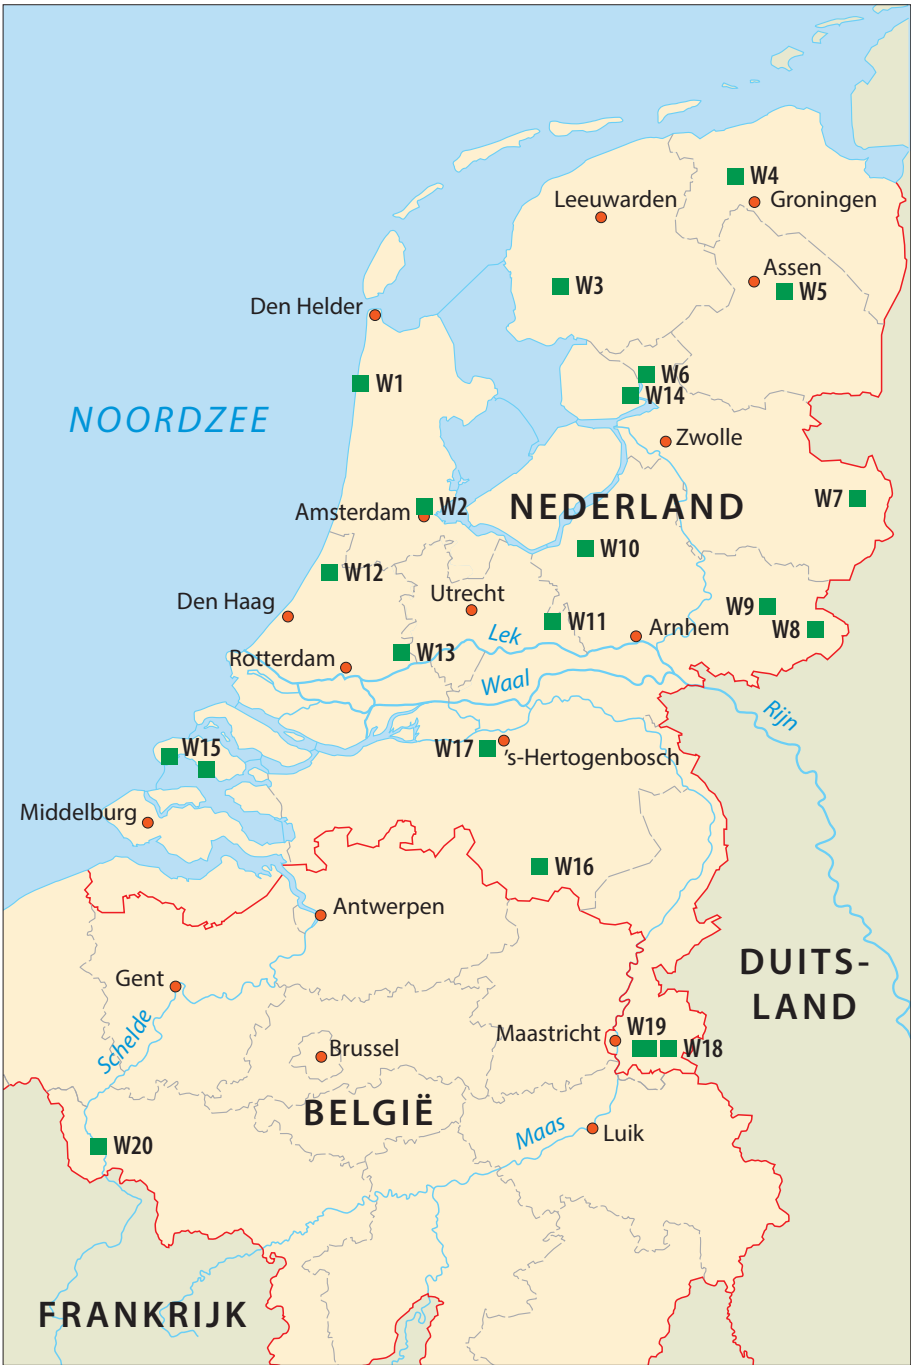 W4
Leeuwarden
Groningen
Assen
W3
W5
Den Helder
W6
W1
W14
NOORDZEE
Zwolle
W7
NEDERLAND
Amsterdam
W2
W10
W12
Utrecht
Den Haag
W9
W11
Arnhem
W8
Lek
Rotterdam
W13
Waal
Rijn
W15
W17
's-Hertogenbosch
Middelburg
W16
Antwerpen
DUITS-
LAND
Gent
Schelde
Maastricht
W19
Brussel
W18
BELGIË
Maas
Luik
W20
FRANKRIJK